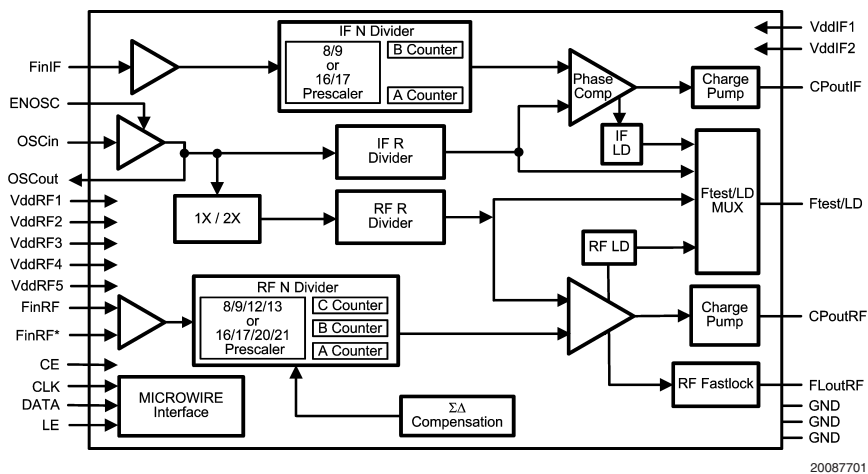 IF N Divider
8/9
or
16/17
Prescaler
B Counter
A Counter
FinIF
ENOSC
OSCin
OSCout
VddRF1
VddRF2
VddRF3
VddRF4
VddRF5
FinRF
FinRF*
CE
CLK
DATA
LE
MICROWIRE
Interface
IF R
Divider
1X / 2X
RF R
Divider
RF N Divider
8/9/12/13
or
16/17/20/21
Prescaler
C Counter
B Counter
A Counter
ΣΔ
Compensation
Phase
Comp
IF
LD
RF LD
Charge
Pump
Ftest/LD
MUX
Charge
Pump
RF Fastlock
VddIF1
VddIF2
CPoutIF
Ftest/LD
CPoutRF
FLoutRF
GND
GND
GND
20087701